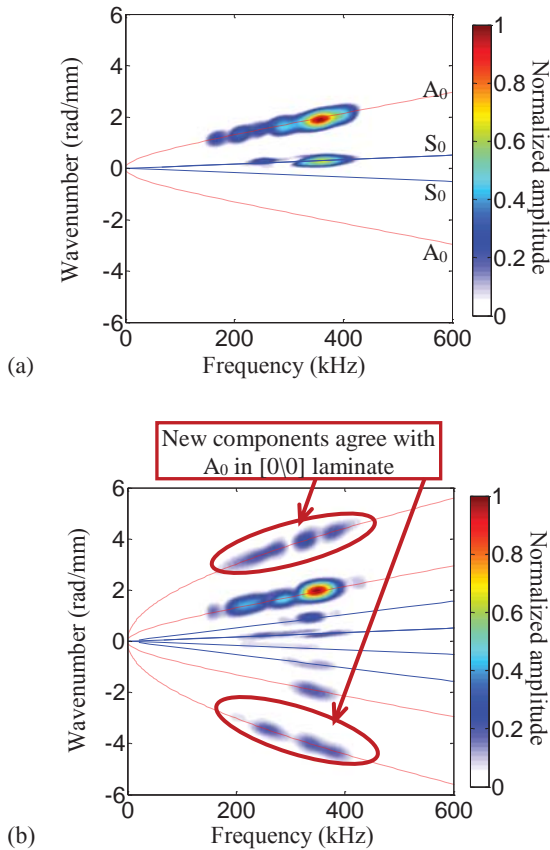 6
4
2
0
-2
-4
-6
Wavenumber (rad/mm)
A₀
S₀
S₀
A₀
0
200
400
600
Frequency (kHz)
1
0.8
0.6
0.4
0.2
0
Normalized amplitude
(a)
New components agree with
A₀ in [0\0] laminate
6
4
2
0
-2
-4
-6
Wavenumber (rad/mm)
0
200
400
600
Frequency (kHz)
1
0.8
0.6
0.4
0.2
0
Normalized amplitude
(b)